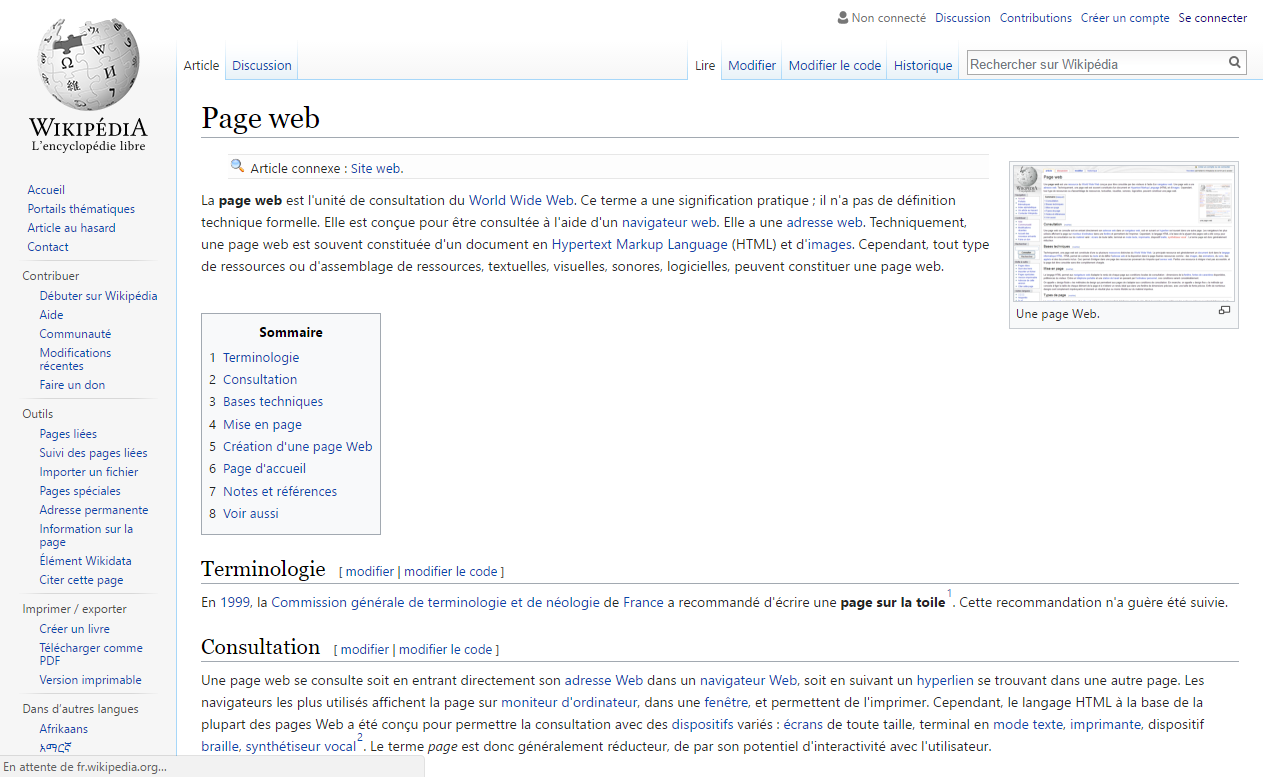 Non connecté Discussion Contributions Créer un compte Se connecter
Article Discussion Lire Modifier Modifier le code Historique Rechercher sur Wikipédia
WIKIPÉDIA
L'encyclopédie libre
Accueil
Portails thématiques
Article au hasard
Contact
Contribuer
Débuter sur Wikipédia
Aide
Communauté
Modifications
récentes
Faire un don
Outils
Pages liées
Suivi des pages liées
Importer un fichier
Pages spéciales
Adresse permanente
Information sur la
page
Élément Wikidata
Citer cette page
Imprimer / exporter
Créer un livre
Télécharger comme
PDF
Version imprimable
Dans d'autres langues
Afrikaans
አማርኛ
Page web
Article connexe : Site web.
La page web est l'unité de consultation du World Wide Web. Ce terme a une signification pratique ; il n'a pas de définition
technique formelle. Elle est conçue pour être consultée à l'aide d'un navigateur web. Elle a une adresse web. Techniquement,
une page web est souvent constituée d'un document en Hypertext Markup Language (HTML) et d'images. Cependant, tout type
de ressources ou d'assemblage de ressources, textuelles, visuelles, sonores, logicielles, peuvent constituer une page web.
Une page Web.
Sommaire
1 Terminologie
2 Consultation
3 Bases techniques
4 Mise en page
5 Création d'une page Web
6 Page d'accueil
7 Notes et références
8 Voir aussi
Terminologie [ modifier | modifier le code ]
En 1999, la Commission générale de terminologie et de néologie de France a recommandé d'écrire une page sur la toile 1. Cette recommandation n'a guère été suivie.
Consultation [ modifier | modifier le code ]
Une page web se consulte soit en entrant directement son adresse Web dans un navigateur Web, soit en suivant un hyperlien se trouvant dans une autre page. Les
navigateurs les plus utilisés affichent la page sur moniteur d'ordinateur, dans une fenêtre, et permettent de l'imprimer. Cependant, le langage HTML à la base de la
plupart des pages Web a été conçu pour permettre la consultation avec des dispositifs variés : écrans de toute taille, terminal en mode texte, imprimante, dispositif
braille, synthétiseur vocal 2. Le terme page est donc généralement réducteur, de par son potentiel d'interactivité avec l'utilisateur.
En attente de fr.wikipedia.org...